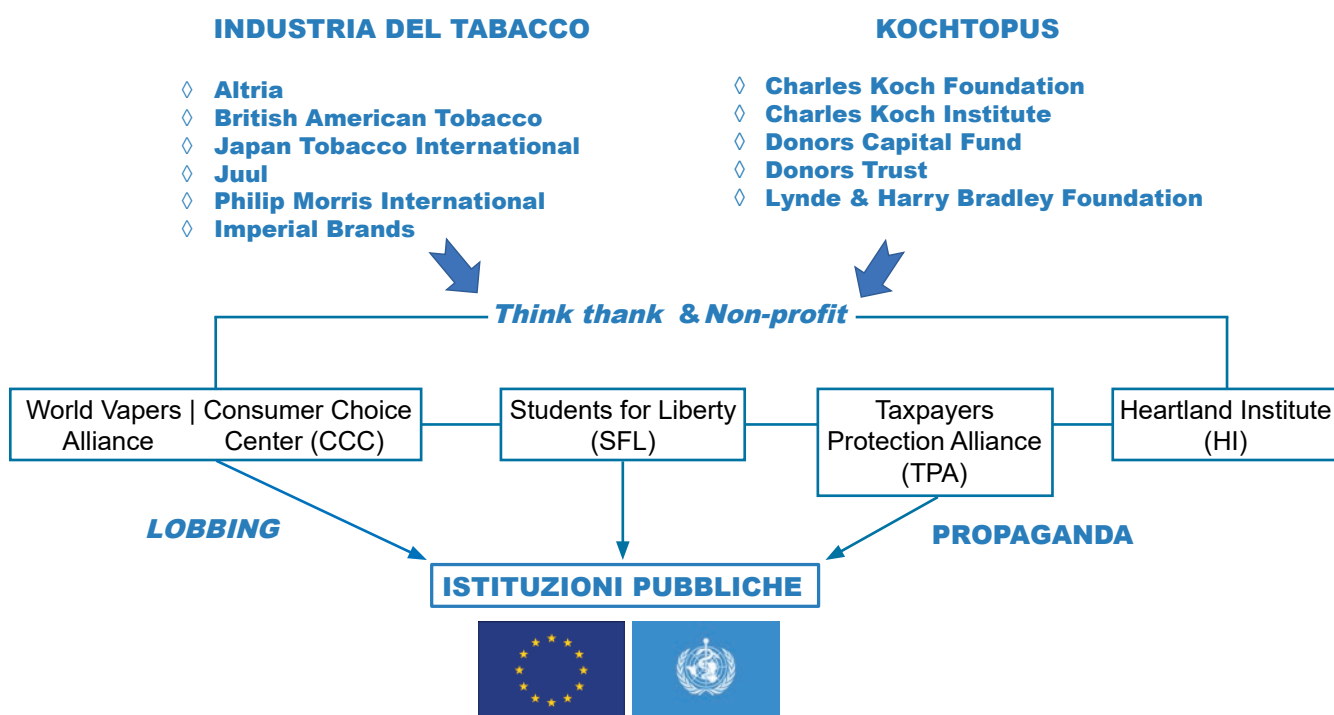 INDUSTRIA DEL TABACCO
◊ Altria
◊ British American Tobacco
◊ Japan Tobacco International
◊ Juul
◊ Philip Morris International
◊ Imperial Brands
KOCHTOPUS
◊ Charles Koch Foundation
◊ Charles Koch Institute
◊ Donors Capital Fund
◊ Donors Trust
◊ Lynde & Harry Bradley Foundation
Think thank & Non-profit
World Vapers | Consumer Choice
Alliance Center (CCC)
Students for Liberty
(SFL)
Taxpayers
Protection Alliance
(TPA)
Heartland Institute
(HI)
LOBBING
PROPAGANDA
ISTITUZIONI PUBBLICHE